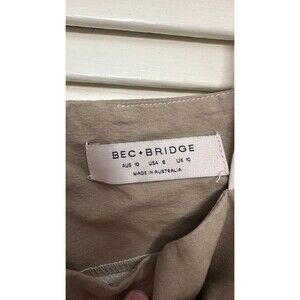 BEC+BRIDGE
AUS 10 USA 6 UK 10
MADE IN AUSTRALIA